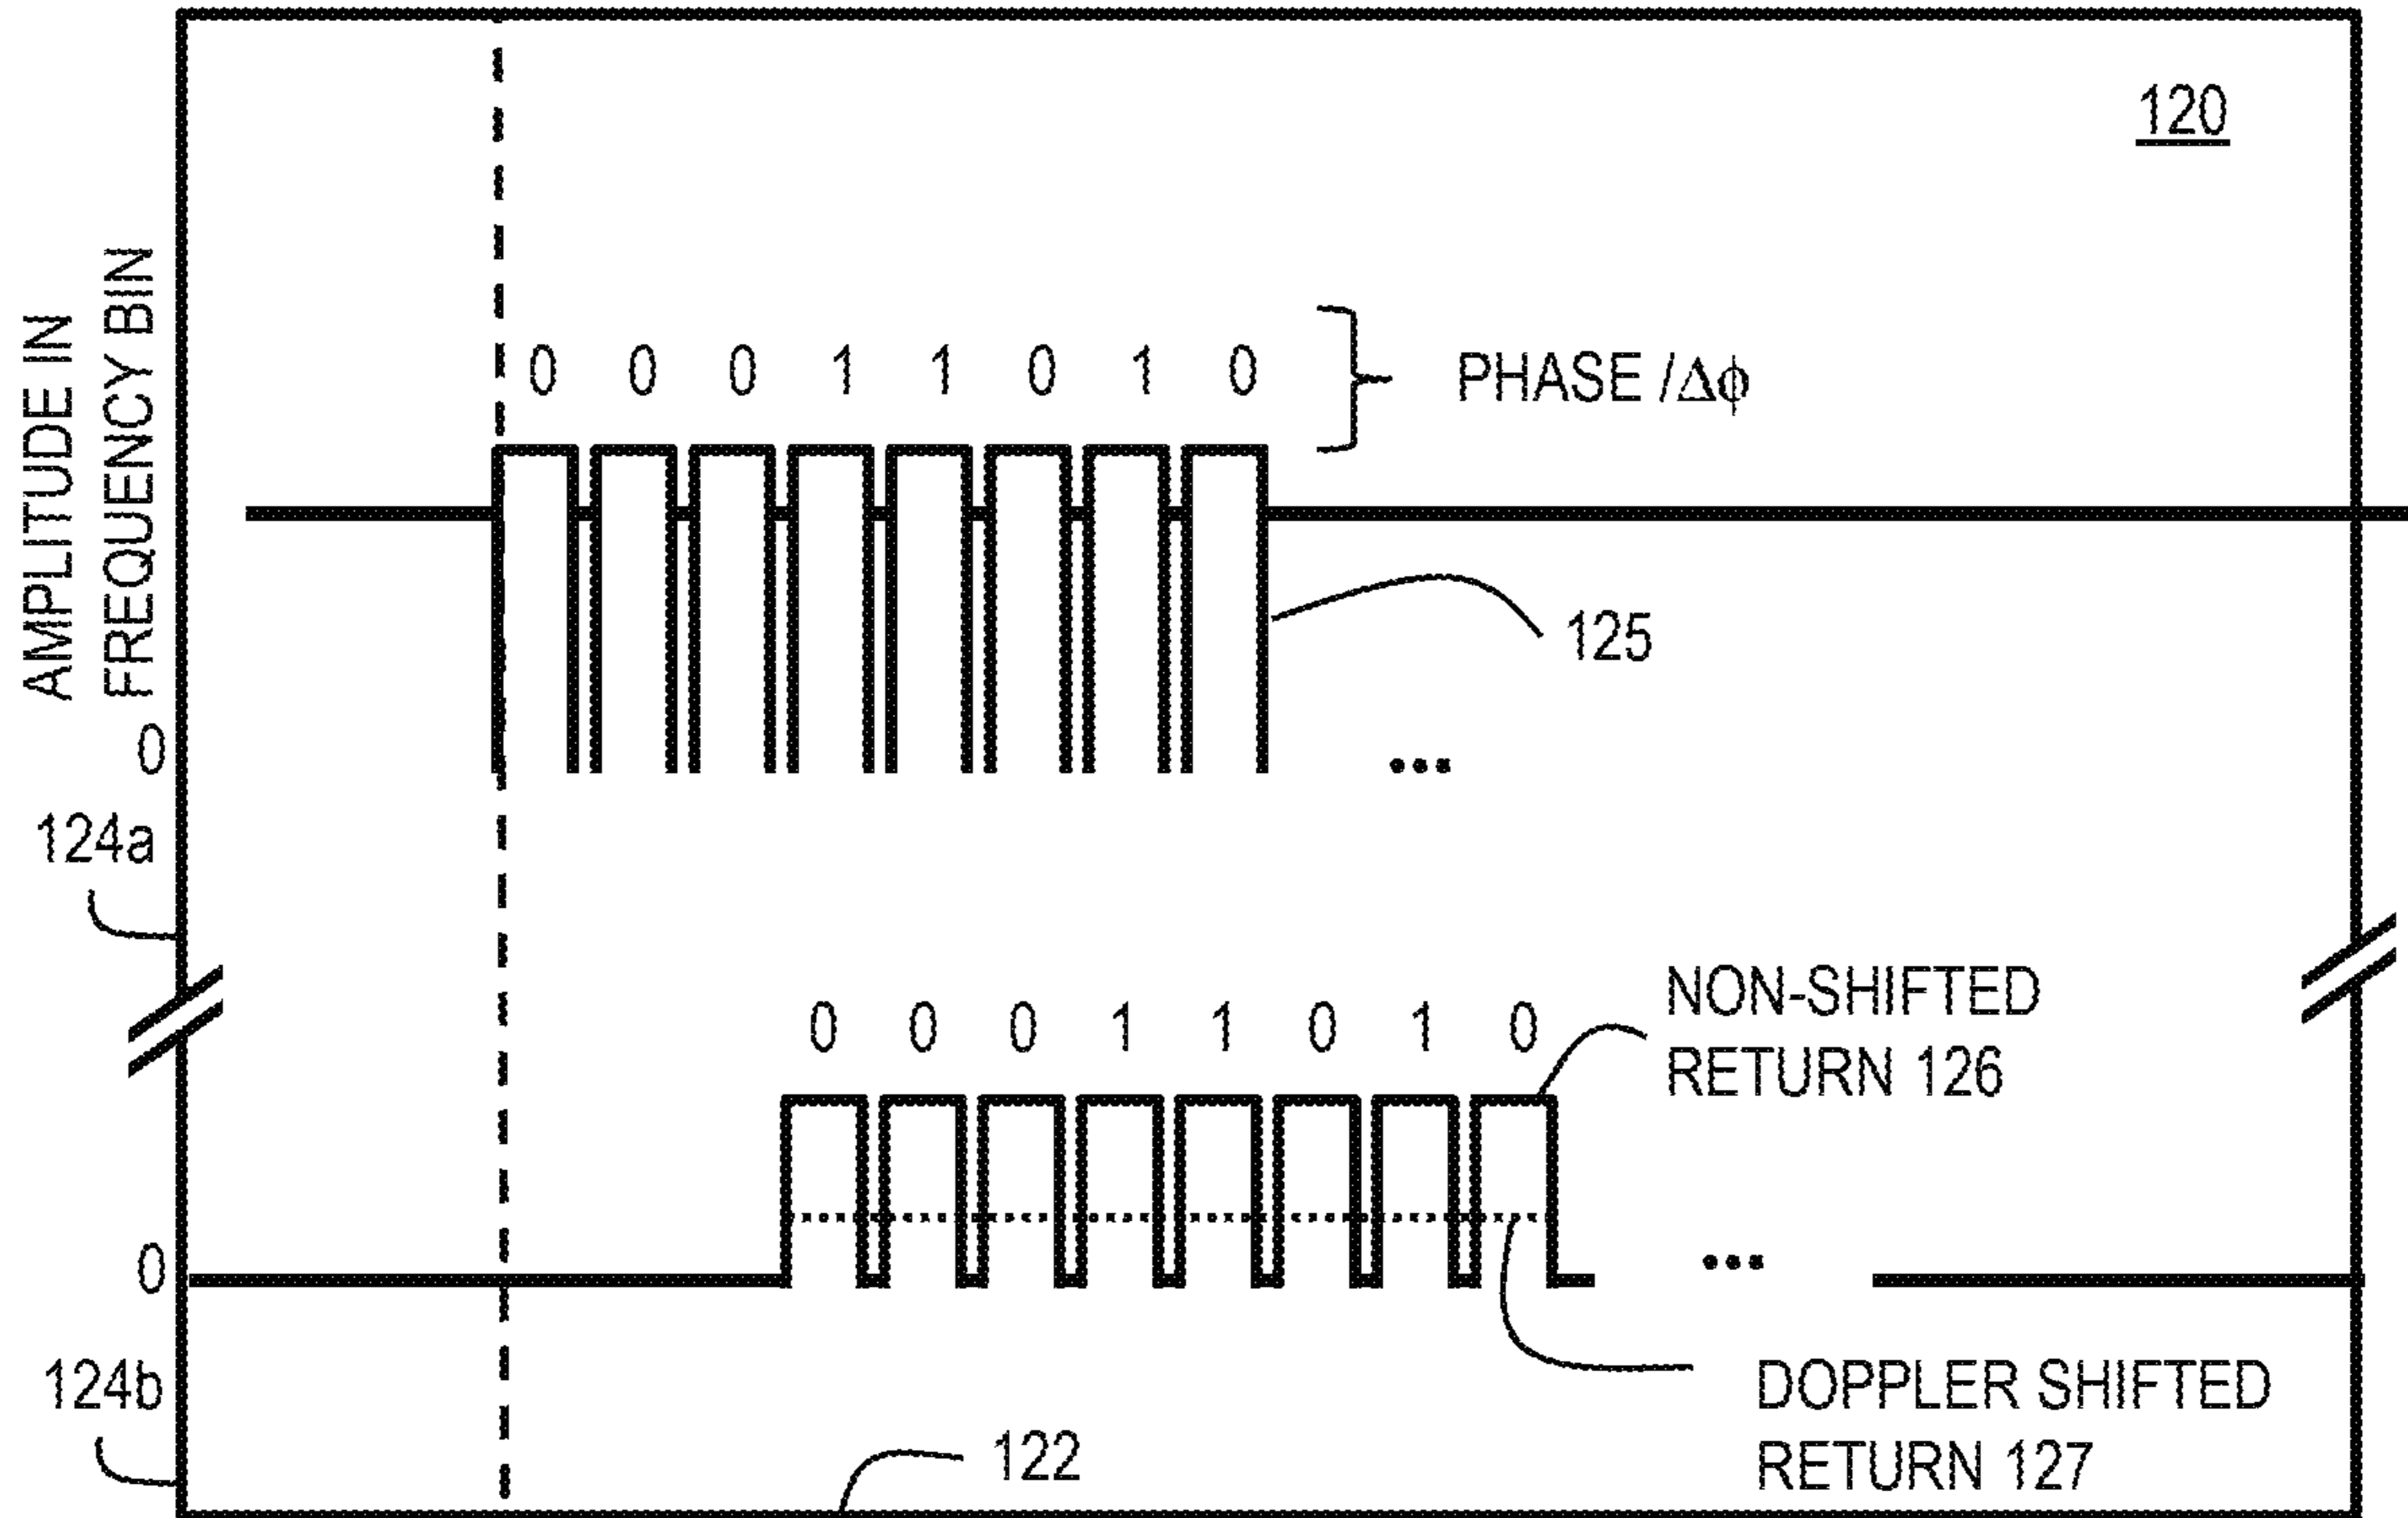 120
AMPLITUDE IN
FREQUENCY BIN
0 0 0 1 1 0 1 0
PHASE /Δϕ
125
0
...
124a
NON-SHIFTED
RETURN 126
0 0 0 1 1 0 1 0
0
...
124b
DOPPLER SHIFTED
RETURN 127
122